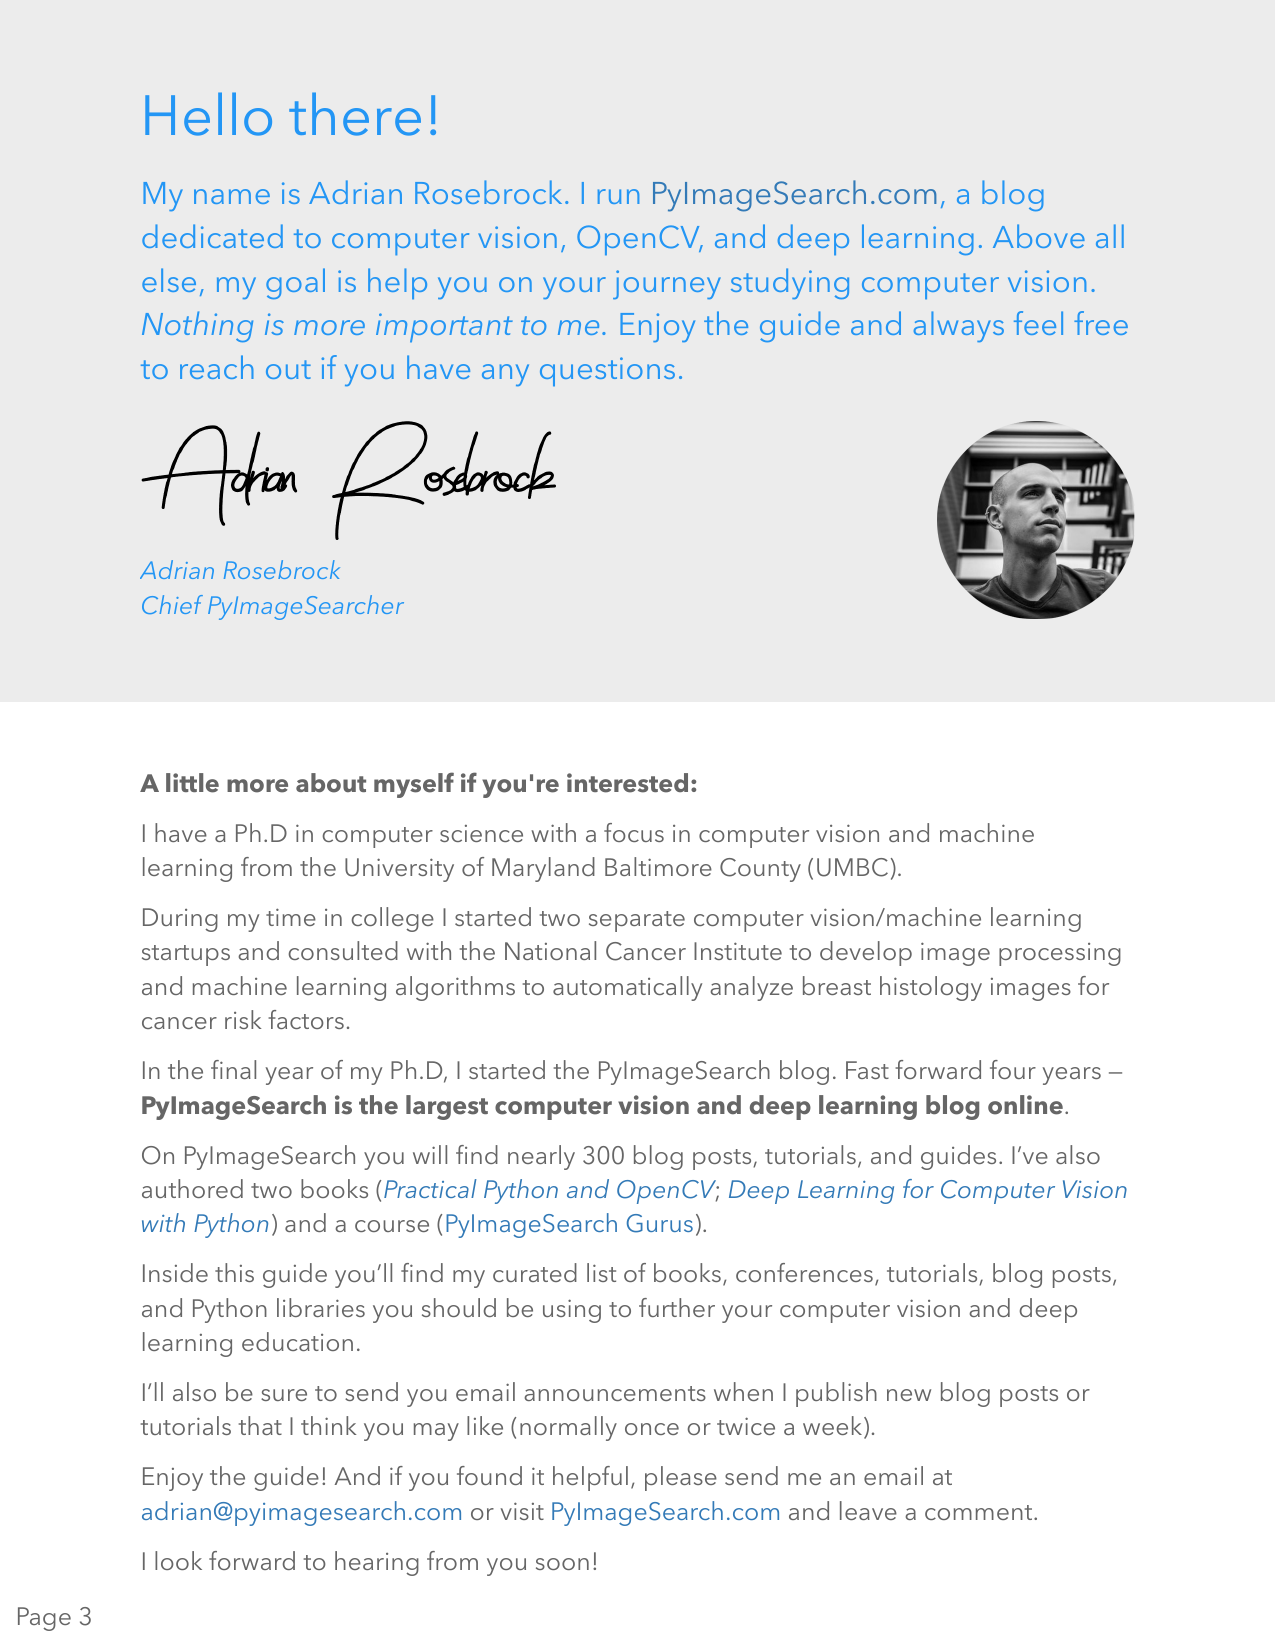 Hello there!
My name is Adrian Rosebrock. I run PyImageSearch.com, a blog
dedicated to computer vision, OpenCV, and deep learning. Above all
else, my goal is help you on your journey studying computer vision.
Nothing is more important to me. Enjoy the guide and always feel free
to reach out if you have any questions.
Adrian Rosebrock
Adrian Rosebrock
Chief PyImageSearcher
A little more about myself if you're interested:
I have a Ph.D in computer science with a focus in computer vision and machine
learning from the University of Maryland Baltimore County (UMBC).
During my time in college I started two separate computer vision/machine learning
startups and consulted with the National Cancer Institute to develop image processing
and machine learning algorithms to automatically analyze breast histology images for
cancer risk factors.
In the final year of my Ph.D, I started the PyImageSearch blog. Fast forward four years —
PyImageSearch is the largest computer vision and deep learning blog online.
On PyImageSearch you will find nearly 300 blog posts, tutorials, and guides. I’ve also
authored two books (Practical Python and OpenCV; Deep Learning for Computer Vision
with Python) and a course (PyImageSearch Gurus).
Inside this guide you’ll find my curated list of books, conferences, tutorials, blog posts,
and Python libraries you should be using to further your computer vision and deep
learning education.
I’ll also be sure to send you email announcements when I publish new blog posts or
tutorials that I think you may like (normally once or twice a week).
Enjoy the guide! And if you found it helpful, please send me an email at
adrian@pyimagesearch.com or visit PyImageSearch.com and leave a comment.
I look forward to hearing from you soon!
Page 3